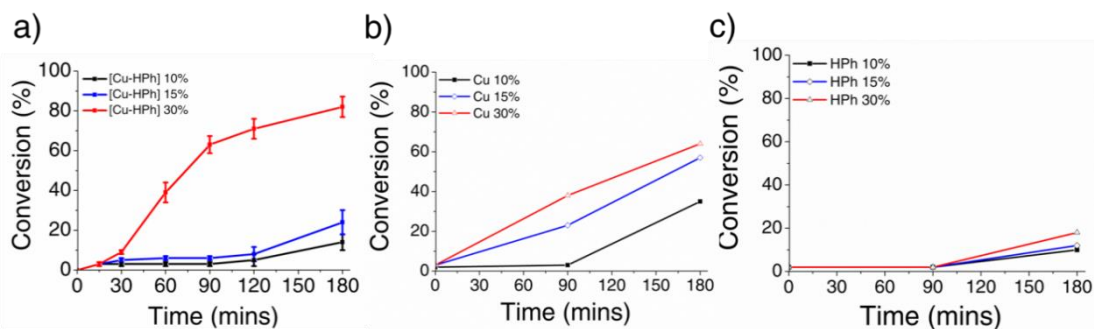 a)
Conversion (%)
100
80
60
40
20
0
[Cu-HPh] 10%
[Cu-HPh] 15%
[Cu-HPh] 30%
0 30 60 90 120 150 180
Time (mins)
b)
Conversion (%)
100
80
60
40
20
0
Cu 10%
Cu 15%
Cu 30%
0 30 60 90 120 150 180
Time (mins)
c)
Conversion (%)
100
80
60
40
20
0
HPh 10%
HPh 15%
HPh 30%
0 30 60 90 120 150 180
Time (mins)